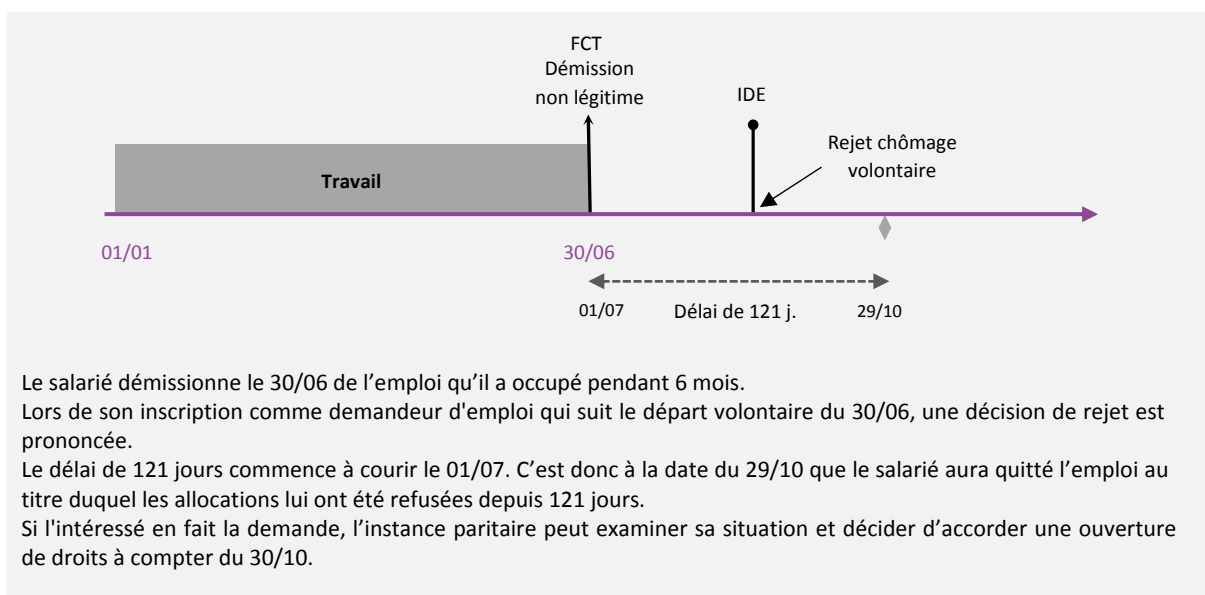 FCT
Démission
non légitime
IDE
Rejet chômage
volontaire
Travail
01/01
30/06
01/07
Délai de 121 j.
29/10
Le salarié démissionne le 30/06 de l’emploi qu’il a occupé pendant 6 mois.
Lors de son inscription comme demandeur d'emploi qui suit le départ volontaire du 30/06, une décision de rejet est
prononcée.
Le délai de 121 jours commence à courir le 01/07. C’est donc à la date du 29/10 que le salarié aura quitté l’emploi au
titre duquel les allocations lui ont été refusées depuis 121 jours.
Si l'intéressé en fait la demande, l’instance paritaire peut examiner sa situation et décider d’accorder une ouverture
de droits à compter du 30/10.